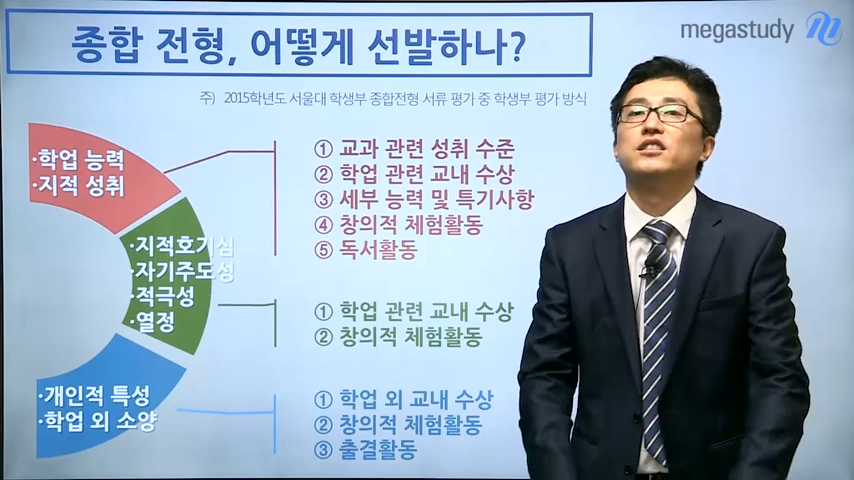 종합 전형, 어떻게 선발하나?
megastudy
주) 2015학년도 서울대 학생부 종합전형 서류 평가 중 학생부 평가 방식
·학업 능력
·지적 성취
① 교과 관련 성취 수준
② 학업 관련 교내 수상
③ 세부 능력 및 특기사항
④ 창의적 체험활동
⑤ 독서활동
·지적호기심
·자기주도성
·적극성
·열정
① 학업 관련 교내 수상
② 창의적 체험활동
·개인적 특성
·학업 외 소양
① 학업 외 교내 수상
② 창의적 체험활동
③ 출결활동